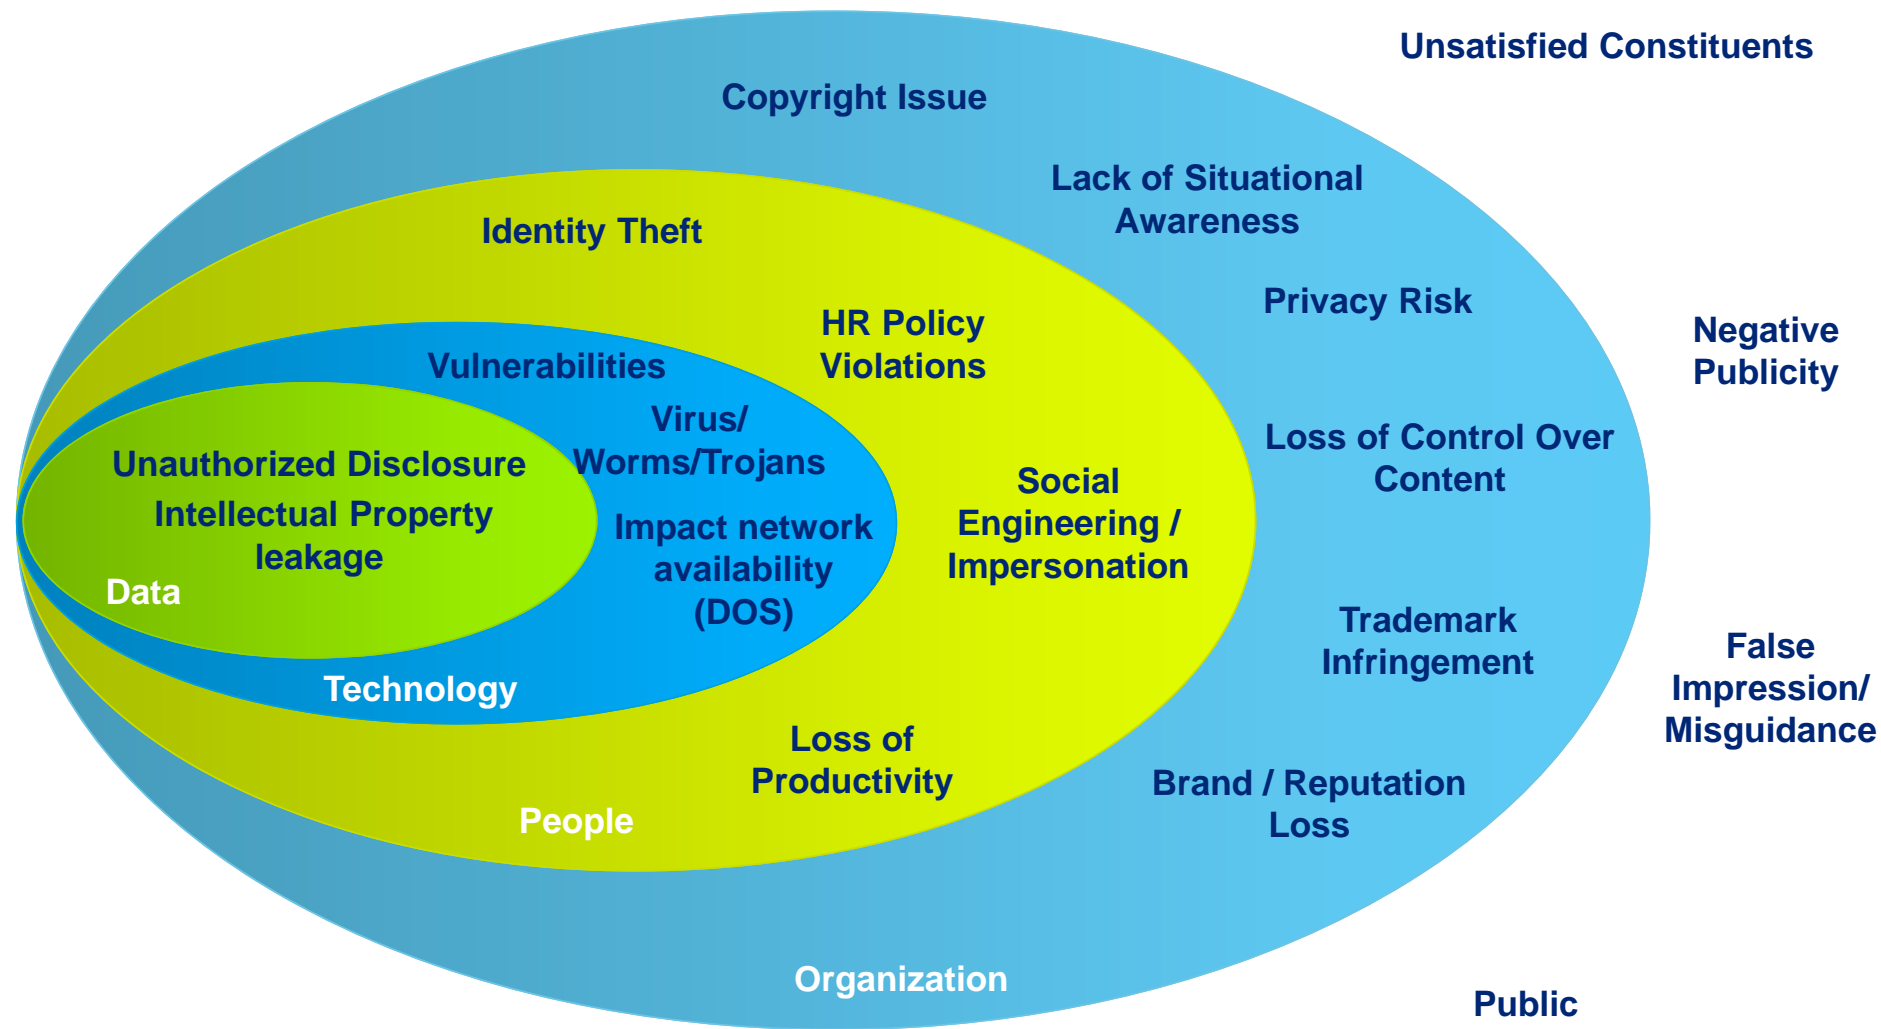 Unsatisfied Constituents
Copyright Issue
Lack of Situational
Awareness
Identity Theft
Privacy Risk
HR Policy
Violations
Negative
Publicity
Vulnerabilities
Virus/
Worms/Trojans
Loss of Control Over
Content
Unauthorized Disclosure
Intellectual Property
leakage
Social
Engineering /
Impersonation
Impact network
availability
(DOS)
Data
Trademark
Infringement
False
Impression/
Misguidance
Technology
Loss of
Productivity
Brand / Reputation
Loss
People
Organization
Public